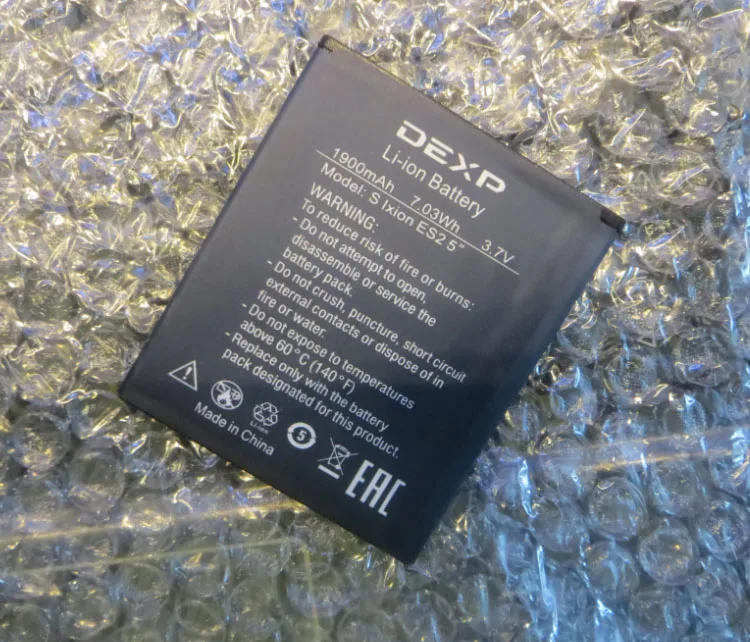 DEXP
Li-ion Battery
1900mAh 7.03Wh 3.7V
Model: S Ixion ES2 5"
WARNING:
To reduce risk of fire or burns:
- Do not attempt to open,
disassemble or service the
battery pack.
- Do not crush, puncture, short circuit
external contacts or dispose of in
fire or water.
- Do not expose to temperatures
above 60°C (140°F)
- Replace only with the battery
pack designated for this product.
Li-ion
5
EAC
Made in China